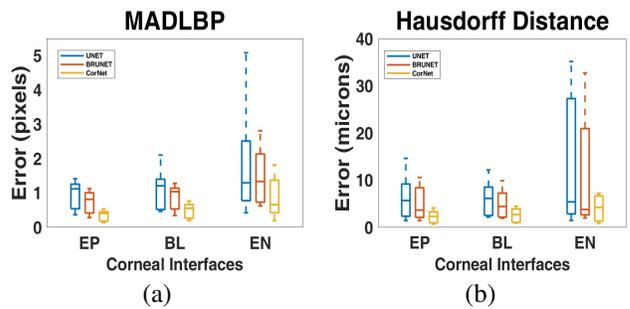 MADLBP
Error (pixels)
5
4
3
2
1
0
UNET
BRUNET
CorNet
EP BL EN
Corneal Interfaces
(a)
Hausdorff Distance
Error (microns)
40
30
20
10
0
UNET
BRUNET
CorNet
EP BL EN
Corneal Interfaces
(b)